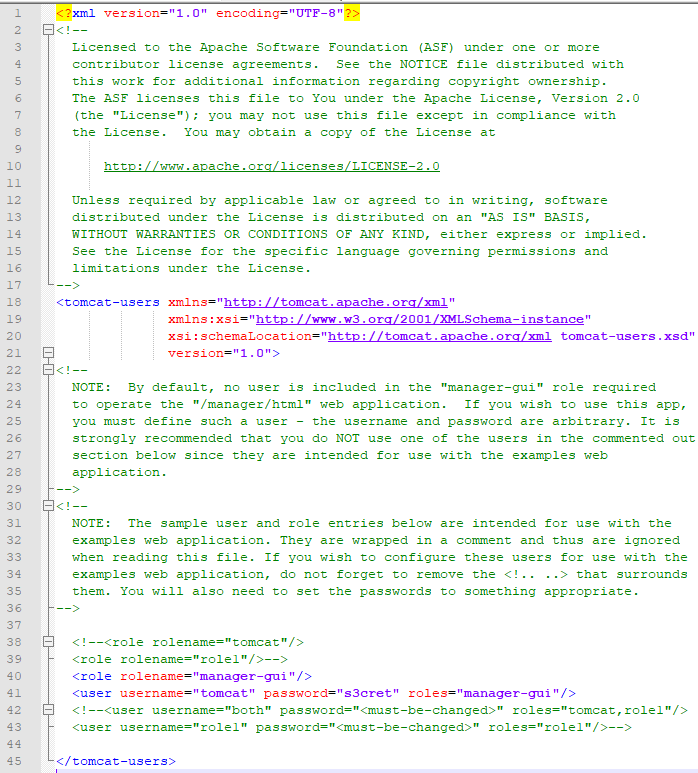 1 <?xml version="1.0" encoding="UTF-8"?>
2 <!--
3 Licensed to the Apache Software Foundation (ASF) under one or more
4 contributor license agreements.  See the NOTICE file distributed with
5 this work for additional information regarding copyright ownership.
6 The ASF licenses this file to You under the Apache License, Version 2.0
7 (the "License"); you may not use this file except in compliance with
8 the License.  You may obtain a copy of the License at
9
10 http://www.apache.org/licenses/LICENSE-2.0
11
12 Unless required by applicable law or agreed to in writing, software
13 distributed under the License is distributed on an "AS IS" BASIS,
14 WITHOUT WARRANTIES OR CONDITIONS OF ANY KIND, either express or implied.
15 See the License for the specific language governing permissions and
16 limitations under the License.
17 -->
18 <tomcat-users xmlns="http://tomcat.apache.org/xml"
19 xmlns:xsi="http://www.w3.org/2001/XMLSchema-instance"
20 xsi:schemaLocation="http://tomcat.apache.org/xml tomcat-users.xsd"
21 version="1.0">
22 <!--
23 NOTE:  By default, no user is included in the "manager-gui" role required
24 to operate the "/manager/html" web application.  If you wish to use this app,
25 you must define such a user - the username and password are arbitrary. It is
26 strongly recommended that you do NOT use one of the users in the commented out
27 section below since they are intended for use with the examples web
28 application.
29 -->
30 <!--
31 NOTE:  The sample user and role entries below are intended for use with the
32 examples web application. They are wrapped in a comment and thus are ignored
33 when reading this file. If you wish to configure these users for use with the
34 examples web application, do not forget to remove the <!.. ..> that surrounds
35 them. You will also need to set the passwords to something appropriate.
36 -->
37
38 <!--<role rolename="tomcat"/>
39 <role rolename="role1"/>-->
40 <role rolename="manager-gui"/>
41 <user username="tomcat" password="s3cret" roles="manager-gui"/>
42 <!--<user username="both" password="<must-be-changed>" roles="tomcat,role1"/>
43 <user username="role1" password="<must-be-changed>" roles="role1"/>-->
44
45 </tomcat-users>